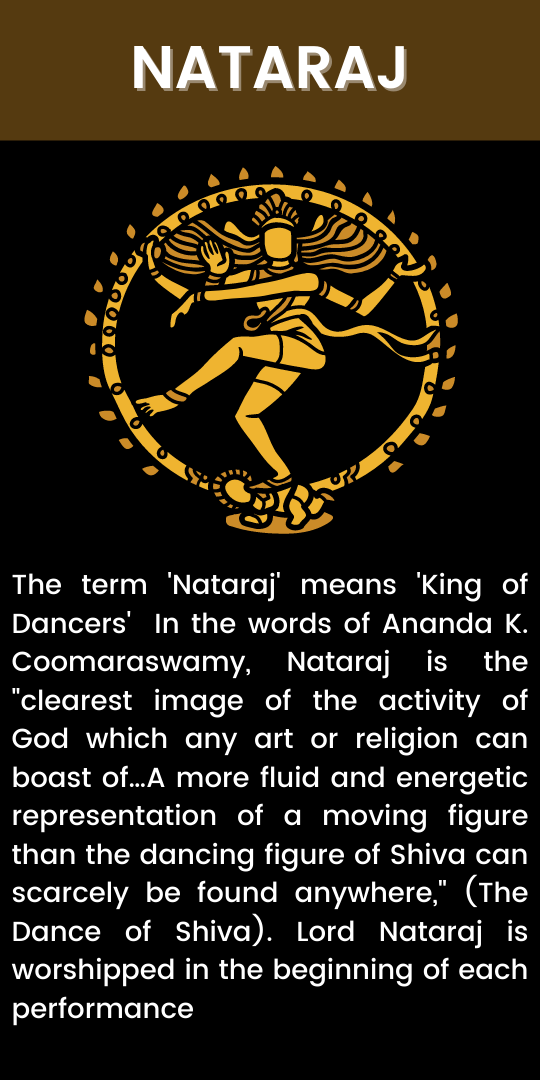 NATARAJ
The term 'Nataraj' means 'King of
Dancers'  In the words of Ananda K.
Coomaraswamy, Nataraj is the
"clearest image of the activity of
God which any art or religion can
boast of...A more fluid and energetic
representation of a moving figure
than the dancing figure of Shiva can
scarcely be found anywhere," (The
Dance of Shiva). Lord Nataraj is
worshipped in the beginning of each
performance